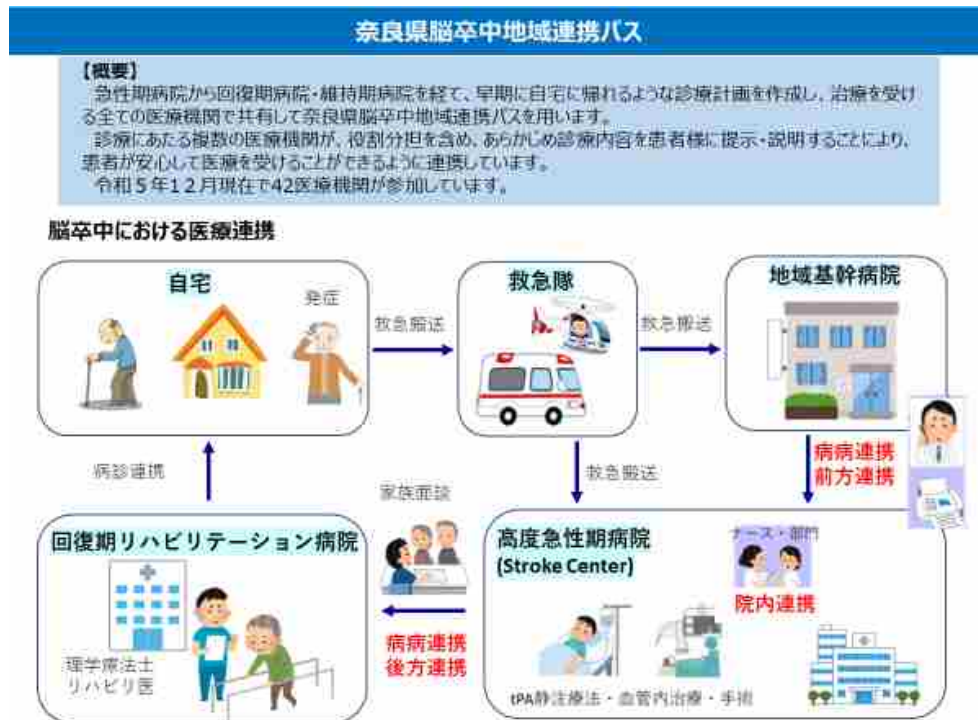 奈良県脳卒中地域連携パス
【概要】
急性期病院から回復期病院・維持期病院を経て、早期に自宅に帰れるような診療計画を作成し、治療を受け
る全ての医療機関で共有して奈良県脳卒中地域連携パスを用います。
診療にあたる複数の医療機関が、役割分担を含め、あらかじめ診療内容を患者様に提示・説明することにより、
患者が安心して医療を受けることができるように連携しています。
令和5年12月現在で42医療機関が参加しています。
脳卒中における医療連携
自宅
発症
救急搬送
救急隊
救急搬送
地域基幹病院
病診連携
救急搬送
病病連携
前方連携
家族面談
回復期リハビリテーション病院
理学療法士
リハビリ医
病病連携
後方連携
高度急性期病院
(Stroke Center)
ナース・部門
院内連携
tPA静注療法・血管内治療・手術